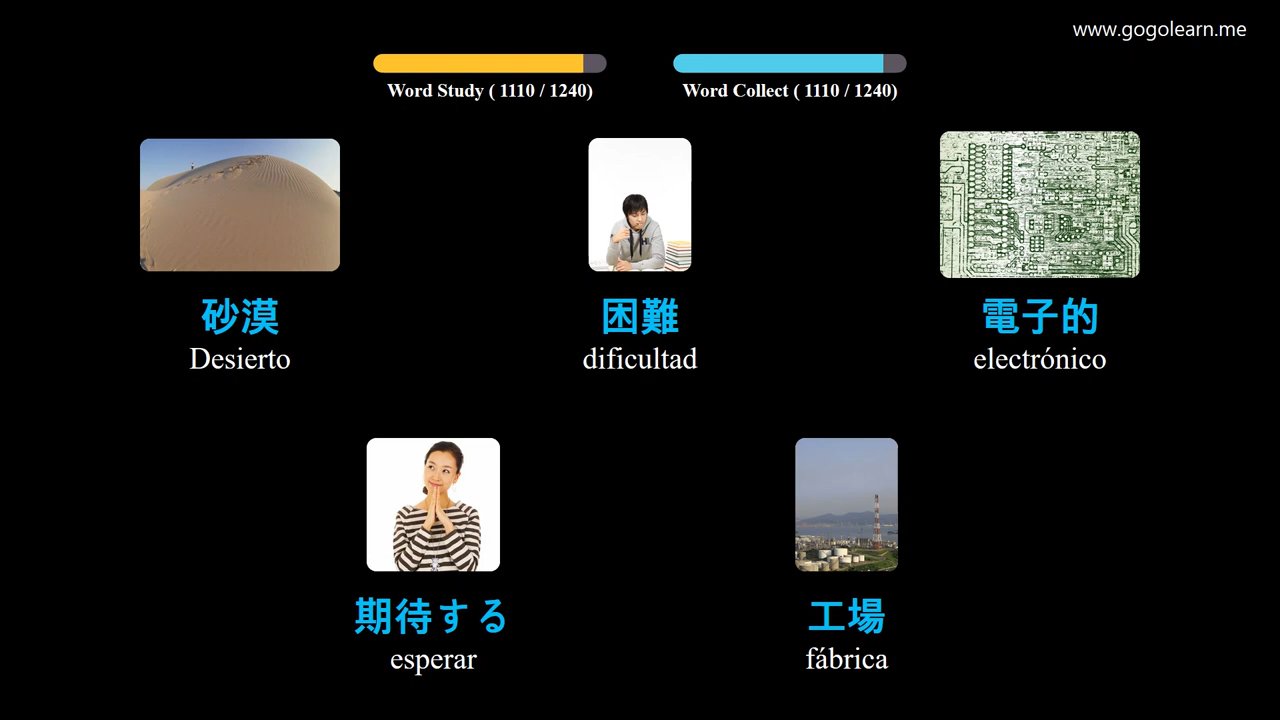 www.gogolearn.me
Word Study ( 1110 / 1240)
Word Collect ( 1110 / 1240)
砂漠
Desierto
困難
dificultad
電子的
electrónico
期待する
esperar
工場
fábrica